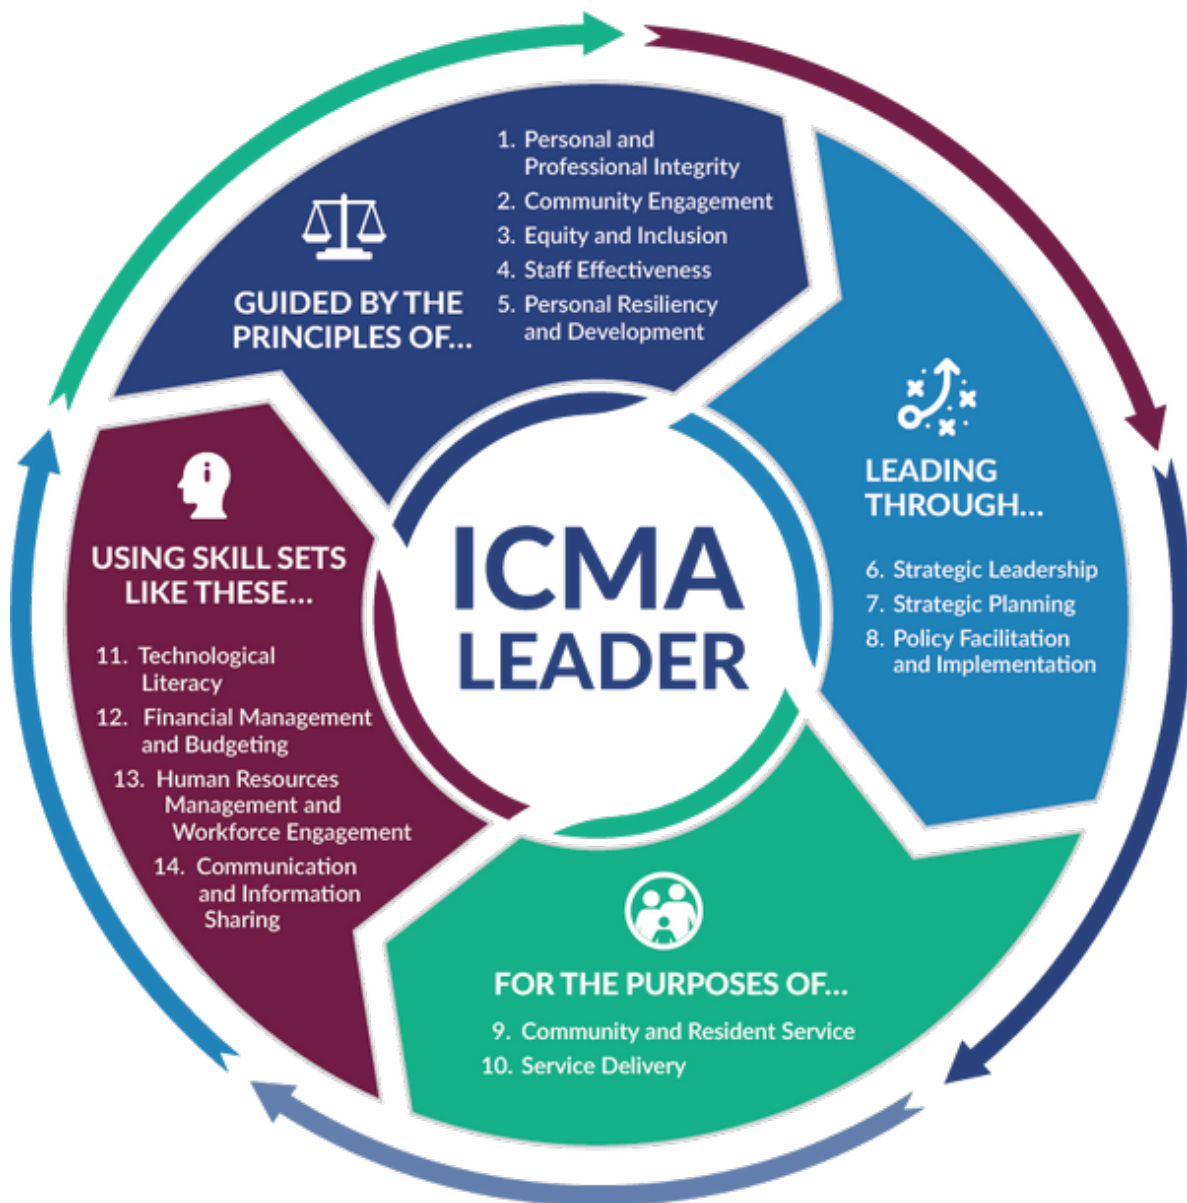 GUIDED BY THE
PRINCIPLES OF...
1. Personal and
Professional Integrity
2. Community Engagement
3. Equity and Inclusion
4. Staff Effectiveness
5. Personal Resiliency
and Development
LEADING
THROUGH...
6. Strategic Leadership
7. Strategic Planning
8. Policy Facilitation
and Implementation
FOR THE PURPOSES OF...
9. Community and Resident Service
10. Service Delivery
USING SKILL SETS
LIKE THESE...
11. Technological
Literacy
12. Financial Management
and Budgeting
13. Human Resources
Management and
Workforce Engagement
14. Communication
and Information
Sharing
ICMA
LEADER